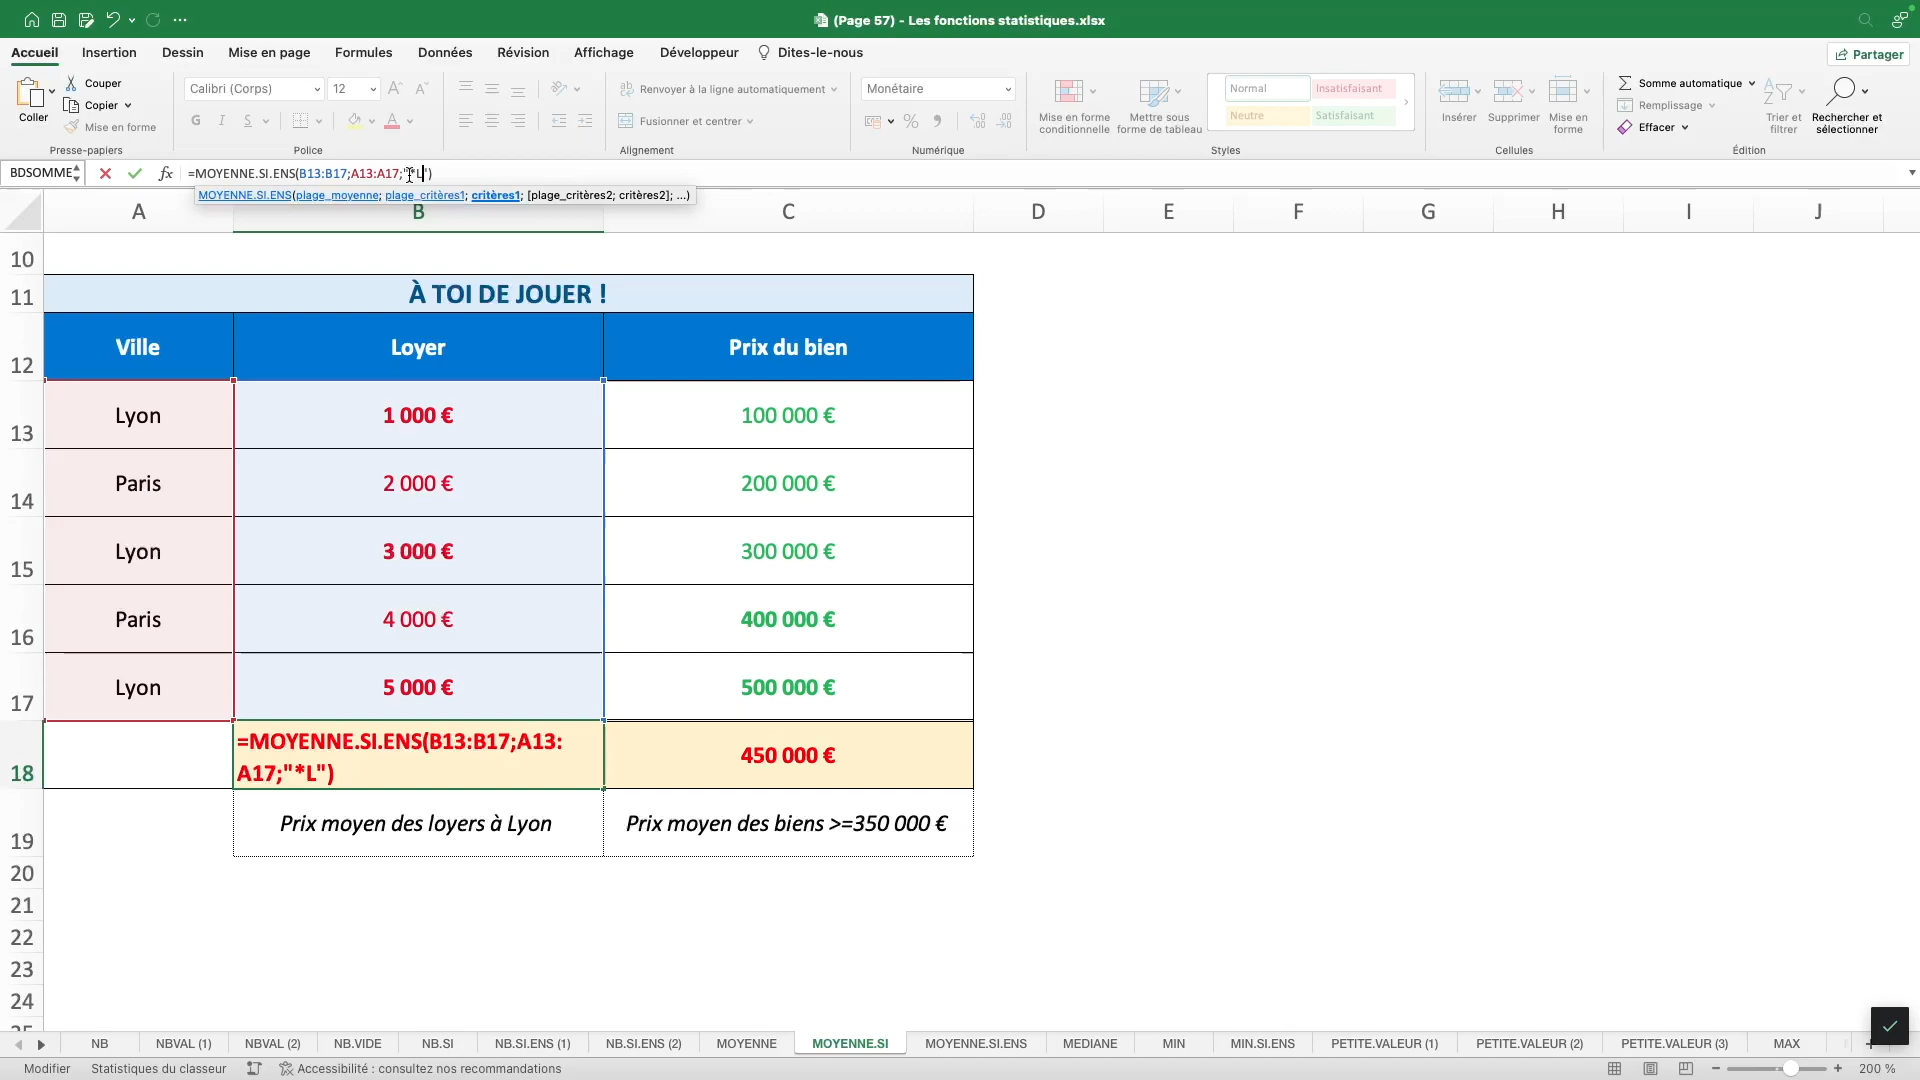 (Page 57) - Les fonctions statistiques.xlsx
Accueil Insertion Dessin Mise en page Formules Données Révision Affichage Développeur Dites-le-nous Partager
Coller
Couper
Copier
Mise en forme
Presse-papiers
Calibri (Corps) 12
G I S A
Police
Renvoyer à la ligne automatiquement
Fusionner et centrer
Alignement
Monétaire
%
Numérique
Mise en forme
conditionnelle
Mettre sous
forme de tableau
Normal Insatisfaisant
Neutre Satisfaisant
Styles
Insérer Supprimer Mise en
forme
Cellules
Somme automatique
Remplissage
Effacer
Trier et
filtrer
Rechercher et
sélectionner
Édition
BDSOMME fx =MOYENNE.SI.ENS(B13:B17;A13:A17;"*L")
MOYENNE.SI.ENS(plage_moyenne; plage_critères1; critères1; [plage_critères2; critères2]; ...)
A B C D E F G H I J
10
11 À TOI DE JOUER !
12 Ville Loyer Prix du bien
13 Lyon 1 000 € 100 000 €
14 Paris 2 000 € 200 000 €
15 Lyon 3 000 € 300 000 €
16 Paris 4 000 € 400 000 €
17 Lyon 5 000 € 500 000 €
18 =MOYENNE.SI.ENS(B13:B17;A13:
A17;"*L") 450 000 €
19 Prix moyen des loyers à Lyon Prix moyen des biens >=350 000 €
20
21
22
23
24
25
NB NBVAL (1) NBVAL (2) NB.VIDE NB.SI NB.SI.ENS (1) NB.SI.ENS (2) MOYENNE MOYENNE.SI MOYENNE.SI.ENS MEDIANE MIN MIN.SI.ENS PETITE.VALEUR (1) PETITE.VALEUR (2) PETITE.VALEUR (3) MAX
Modifier Statistiques du classeur Accessibilité : consultez nos recommandations 200 %